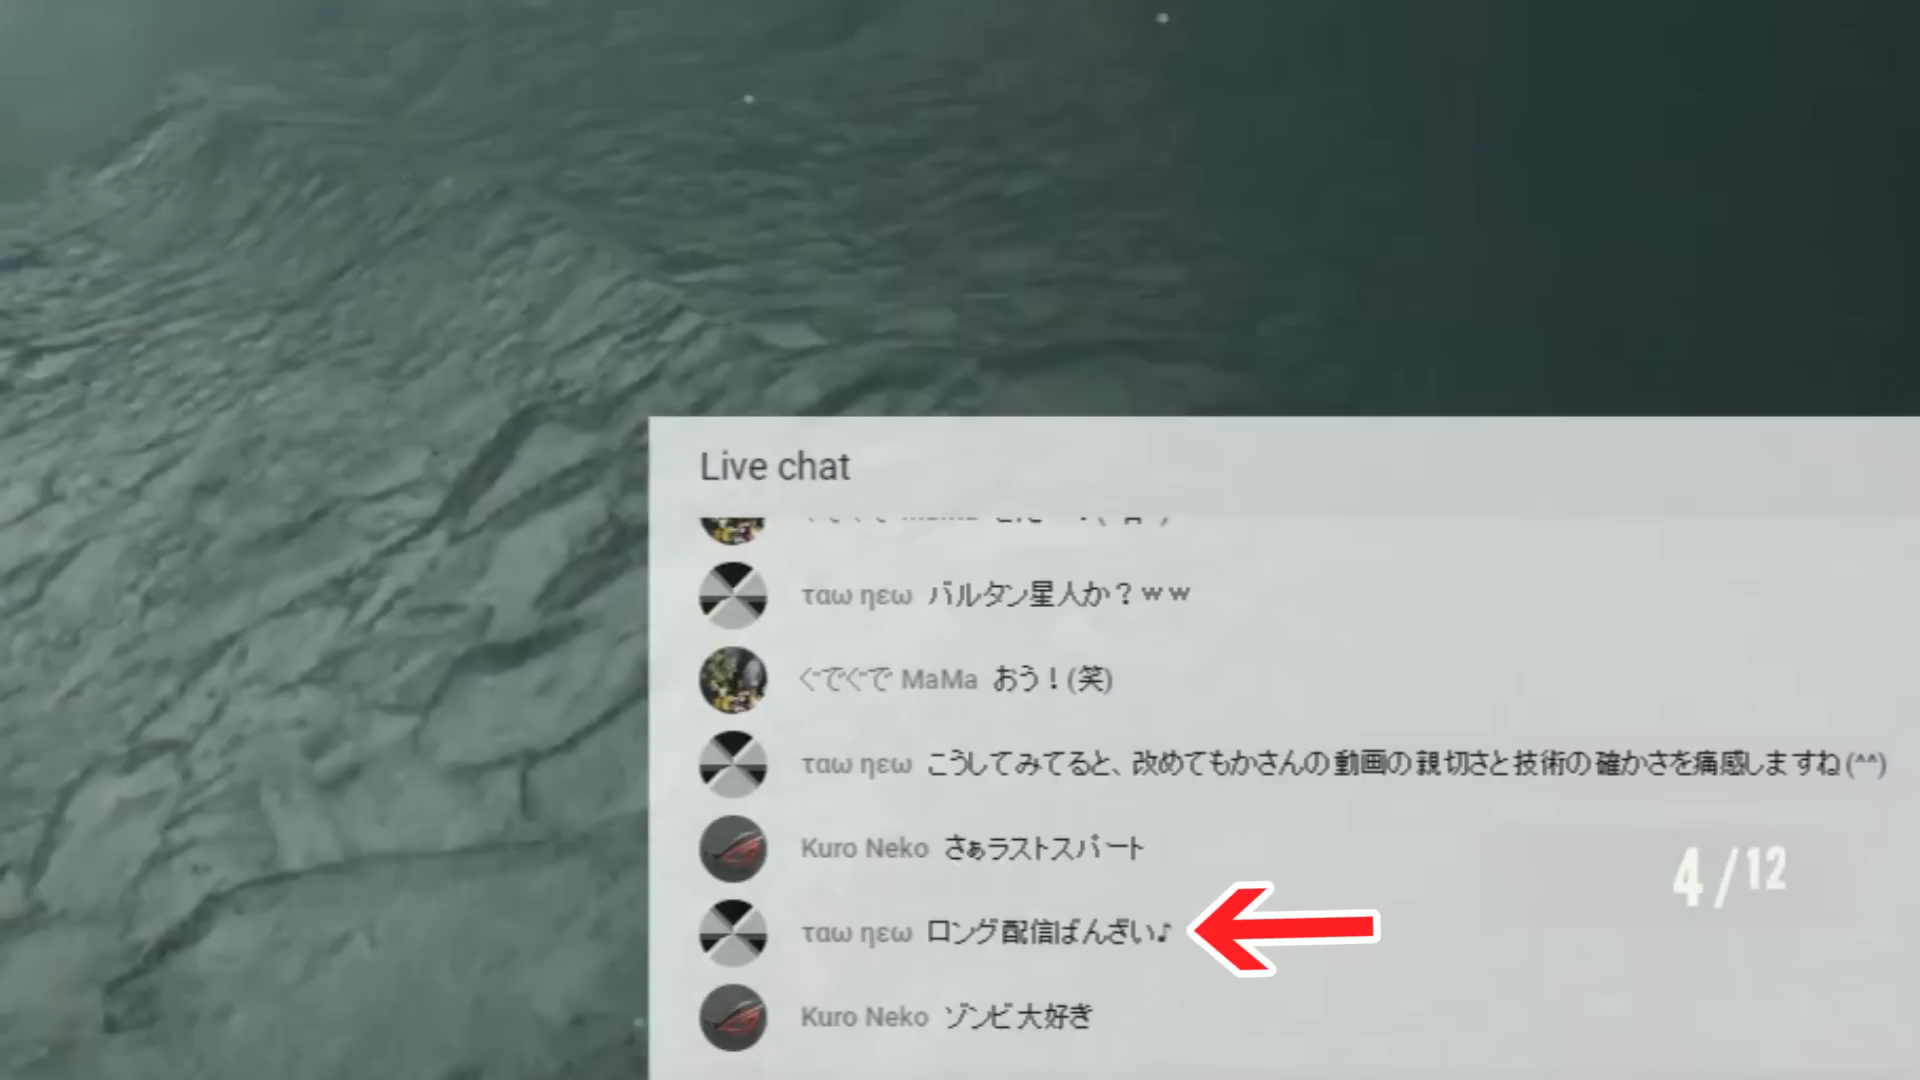 Live chat
ταω ηεω バルタン星人か？ｗｗ
ぐでぐで MaMa おう！(笑)
ταω ηεω こうしてみてると、改めてもかさんの動画の親切さと技術の確かさを痛感しますね(^^)
Kuro Neko さぁラストスパート
4/12
ταω ηεω ロング配信ばんざい♪
Kuro Neko ゾンビ大好き